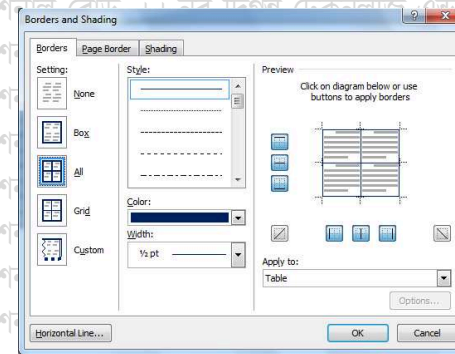 Borders and Shading
Borders Page Border Shading
Setting:
None
Box
All
Grid
Custom
Style:
Color:
Width:
½ pt
Preview
Click on diagram below or use
buttons to apply borders
Apply to:
Table
Options...
Horizontal Line...
OK Cancel